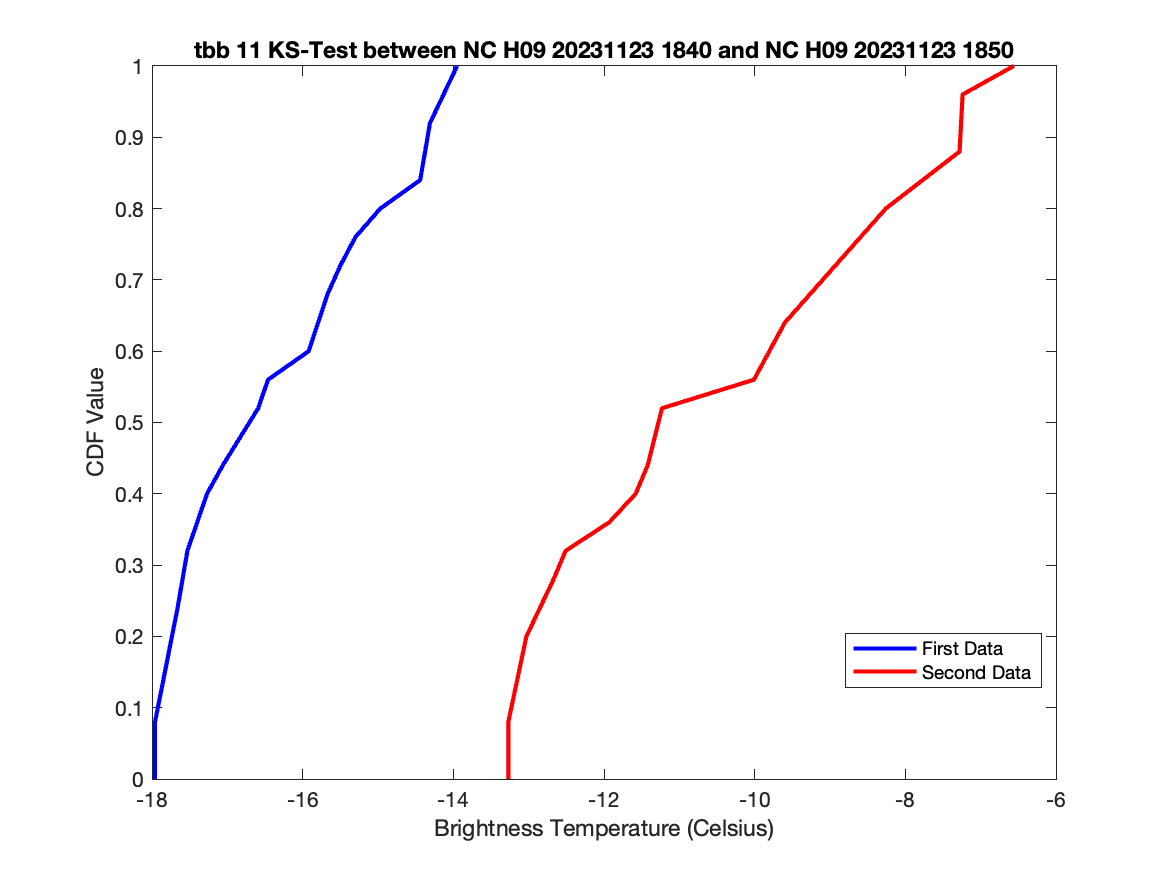 tbb 11 KS-Test between NC H09 20231123 1840 and NC H09 20231123 1850
1
0.9
0.8
0.7
0.6
0.5
0.4
0.3
0.2
0.1
0
CDF Value
First Data
Second Data
-18 -16 -14 -12 -10 -8 -6
Brightness Temperature (Celsius)